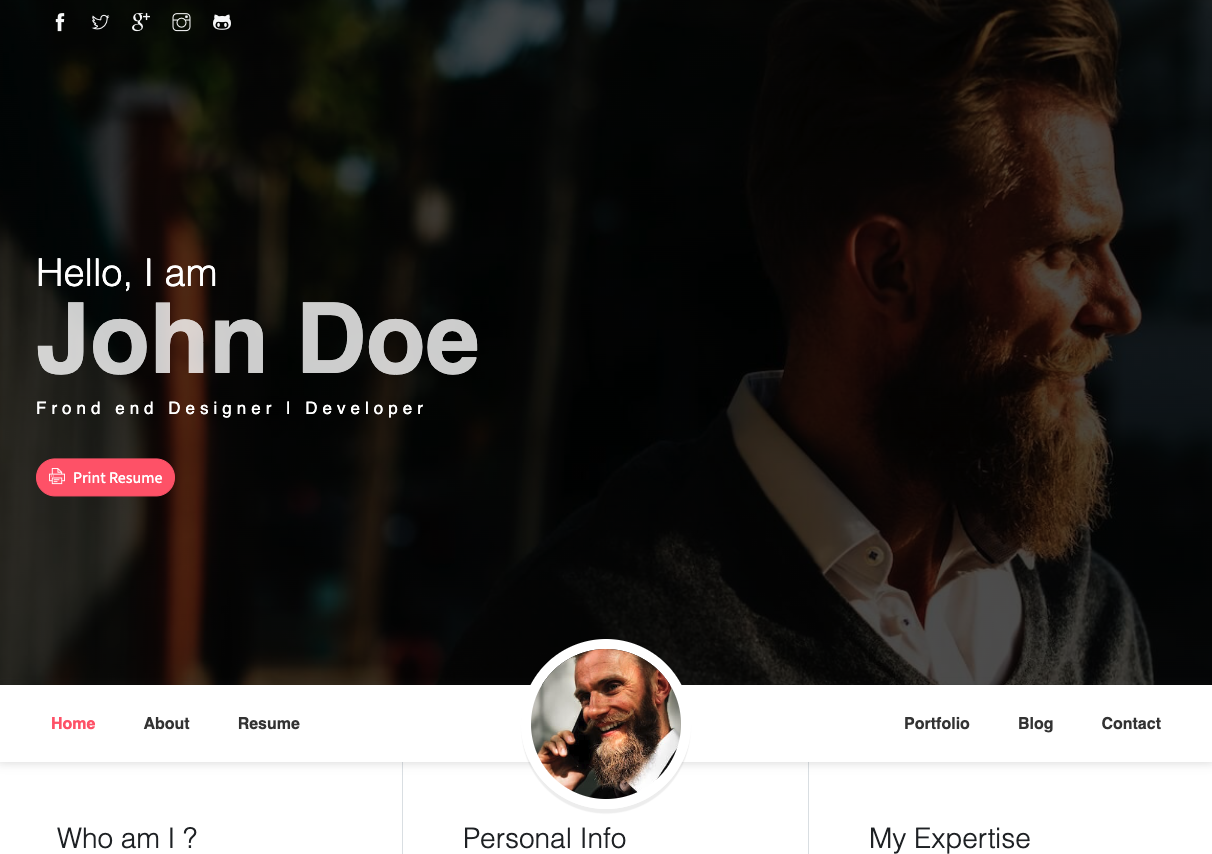 Hello, I am
John Doe
Frond end Designer | Developer
Print Resume
Home About Resume Portfolio Blog Contact
Who am I ? Personal Info My Expertise